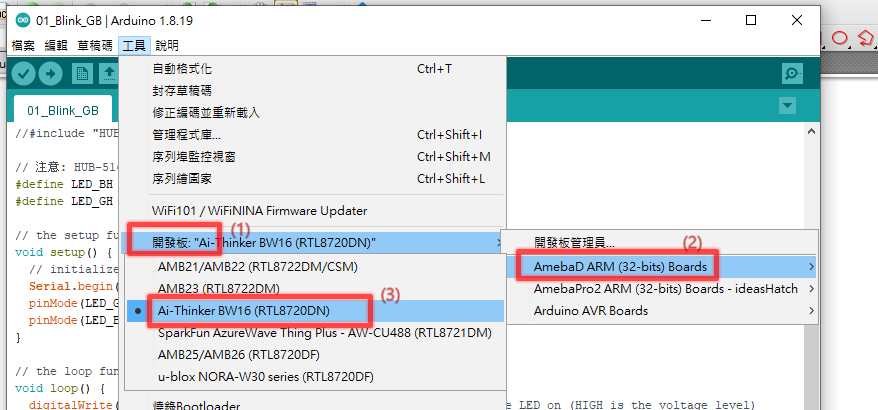 01_Blink_GB | Arduino 1.8.19
檔案 編輯 草稿碼 工具 說明
01_Blink_GB
自動格式化 Ctrl+T
封存草稿碼
修正編碼並重新載入
管理程式庫... Ctrl+Shift+I
序列埠監控視窗 Ctrl+Shift+M
序列繪圖家 Ctrl+Shift+L
WiFi101 / WiFiNINA Firmware Updater
(1)
開發板: "Ai-Thinker BW16 (RTL8720DN)"
開發板管理員...
(2)
AmebaD ARM (32-bits) Boards
AmebaPro2 ARM (32-bits) Boards - ideasHatch
Arduino AVR Boards
AMB21/AMB22 (RTL8722DM/CSM)
AMB23 (RTL8722DM)
(3)
Ai-Thinker BW16 (RTL8720DN)
SparkFun AzureWave Thing Plus - AW-CU488 (RTL8721DM)
AMB25/AMB26 (RTL8720DF)
u-blox NORA-W30 series (RTL8720DF)
燒錄Bootloader
//#include "HUB
// 注意: HUB-51
#define LED_BH
#define LED_GH
// the setup fu
void setup() {
// initialize
Serial.begin(
pinMode(LED_G
pinMode(LED_B
}
// the loop fun
void loop() {
digitalWrite( e LED on (HIGH is the voltage level)